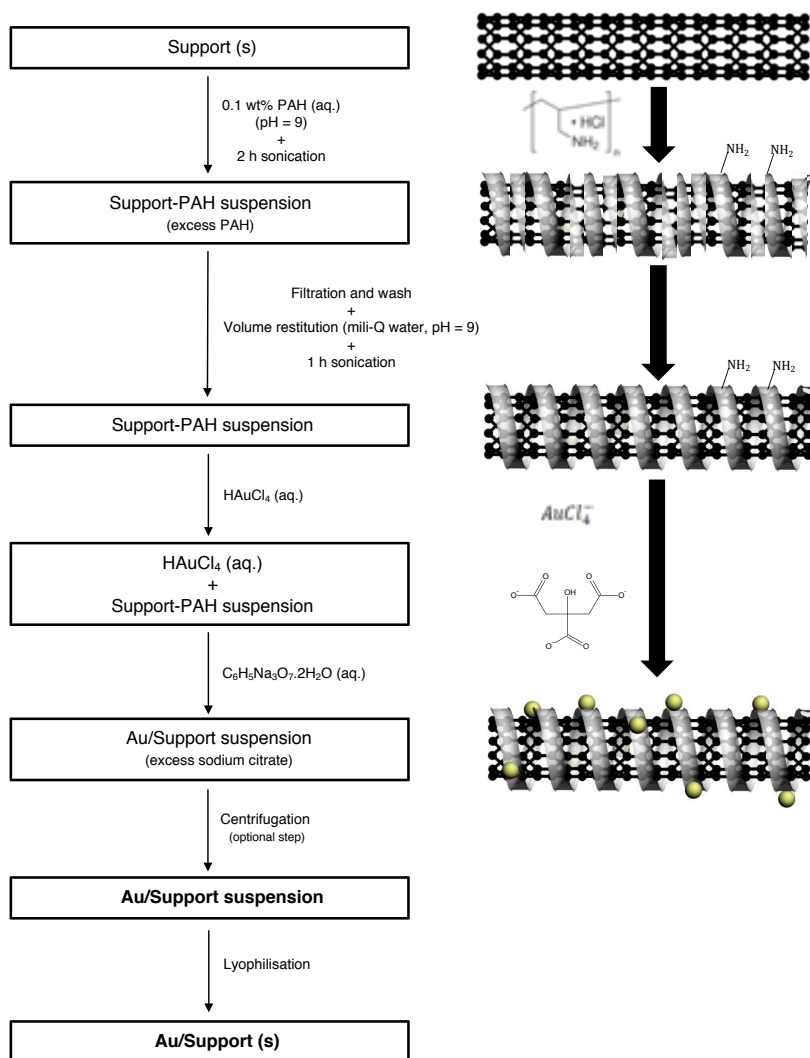 Support (s)
0.1 wt% PAH (aq.)
(pH = 9)
+
2 h sonication
Support-PAH suspension
(excess PAH)
Filtration and wash
+
Volume restitution (mili-Q water, pH = 9)
+
1 h sonication
Support-PAH suspension
HAuCl₄ (aq.)
HAuCl₄ (aq.)
+
Support-PAH suspension
C₆H₅Na₃O₇.2H₂O (aq.)
Au/Support suspension
(excess sodium citrate)
Centrifugation
(optional step)
Au/Support suspension
Lyophilisation
Au/Support (s)
• HCl
NH₂
n
NH₂ NH₂
NH₂ NH₂
AuCl₄⁻
O OH O
O⁻ O⁻
O⁻ O